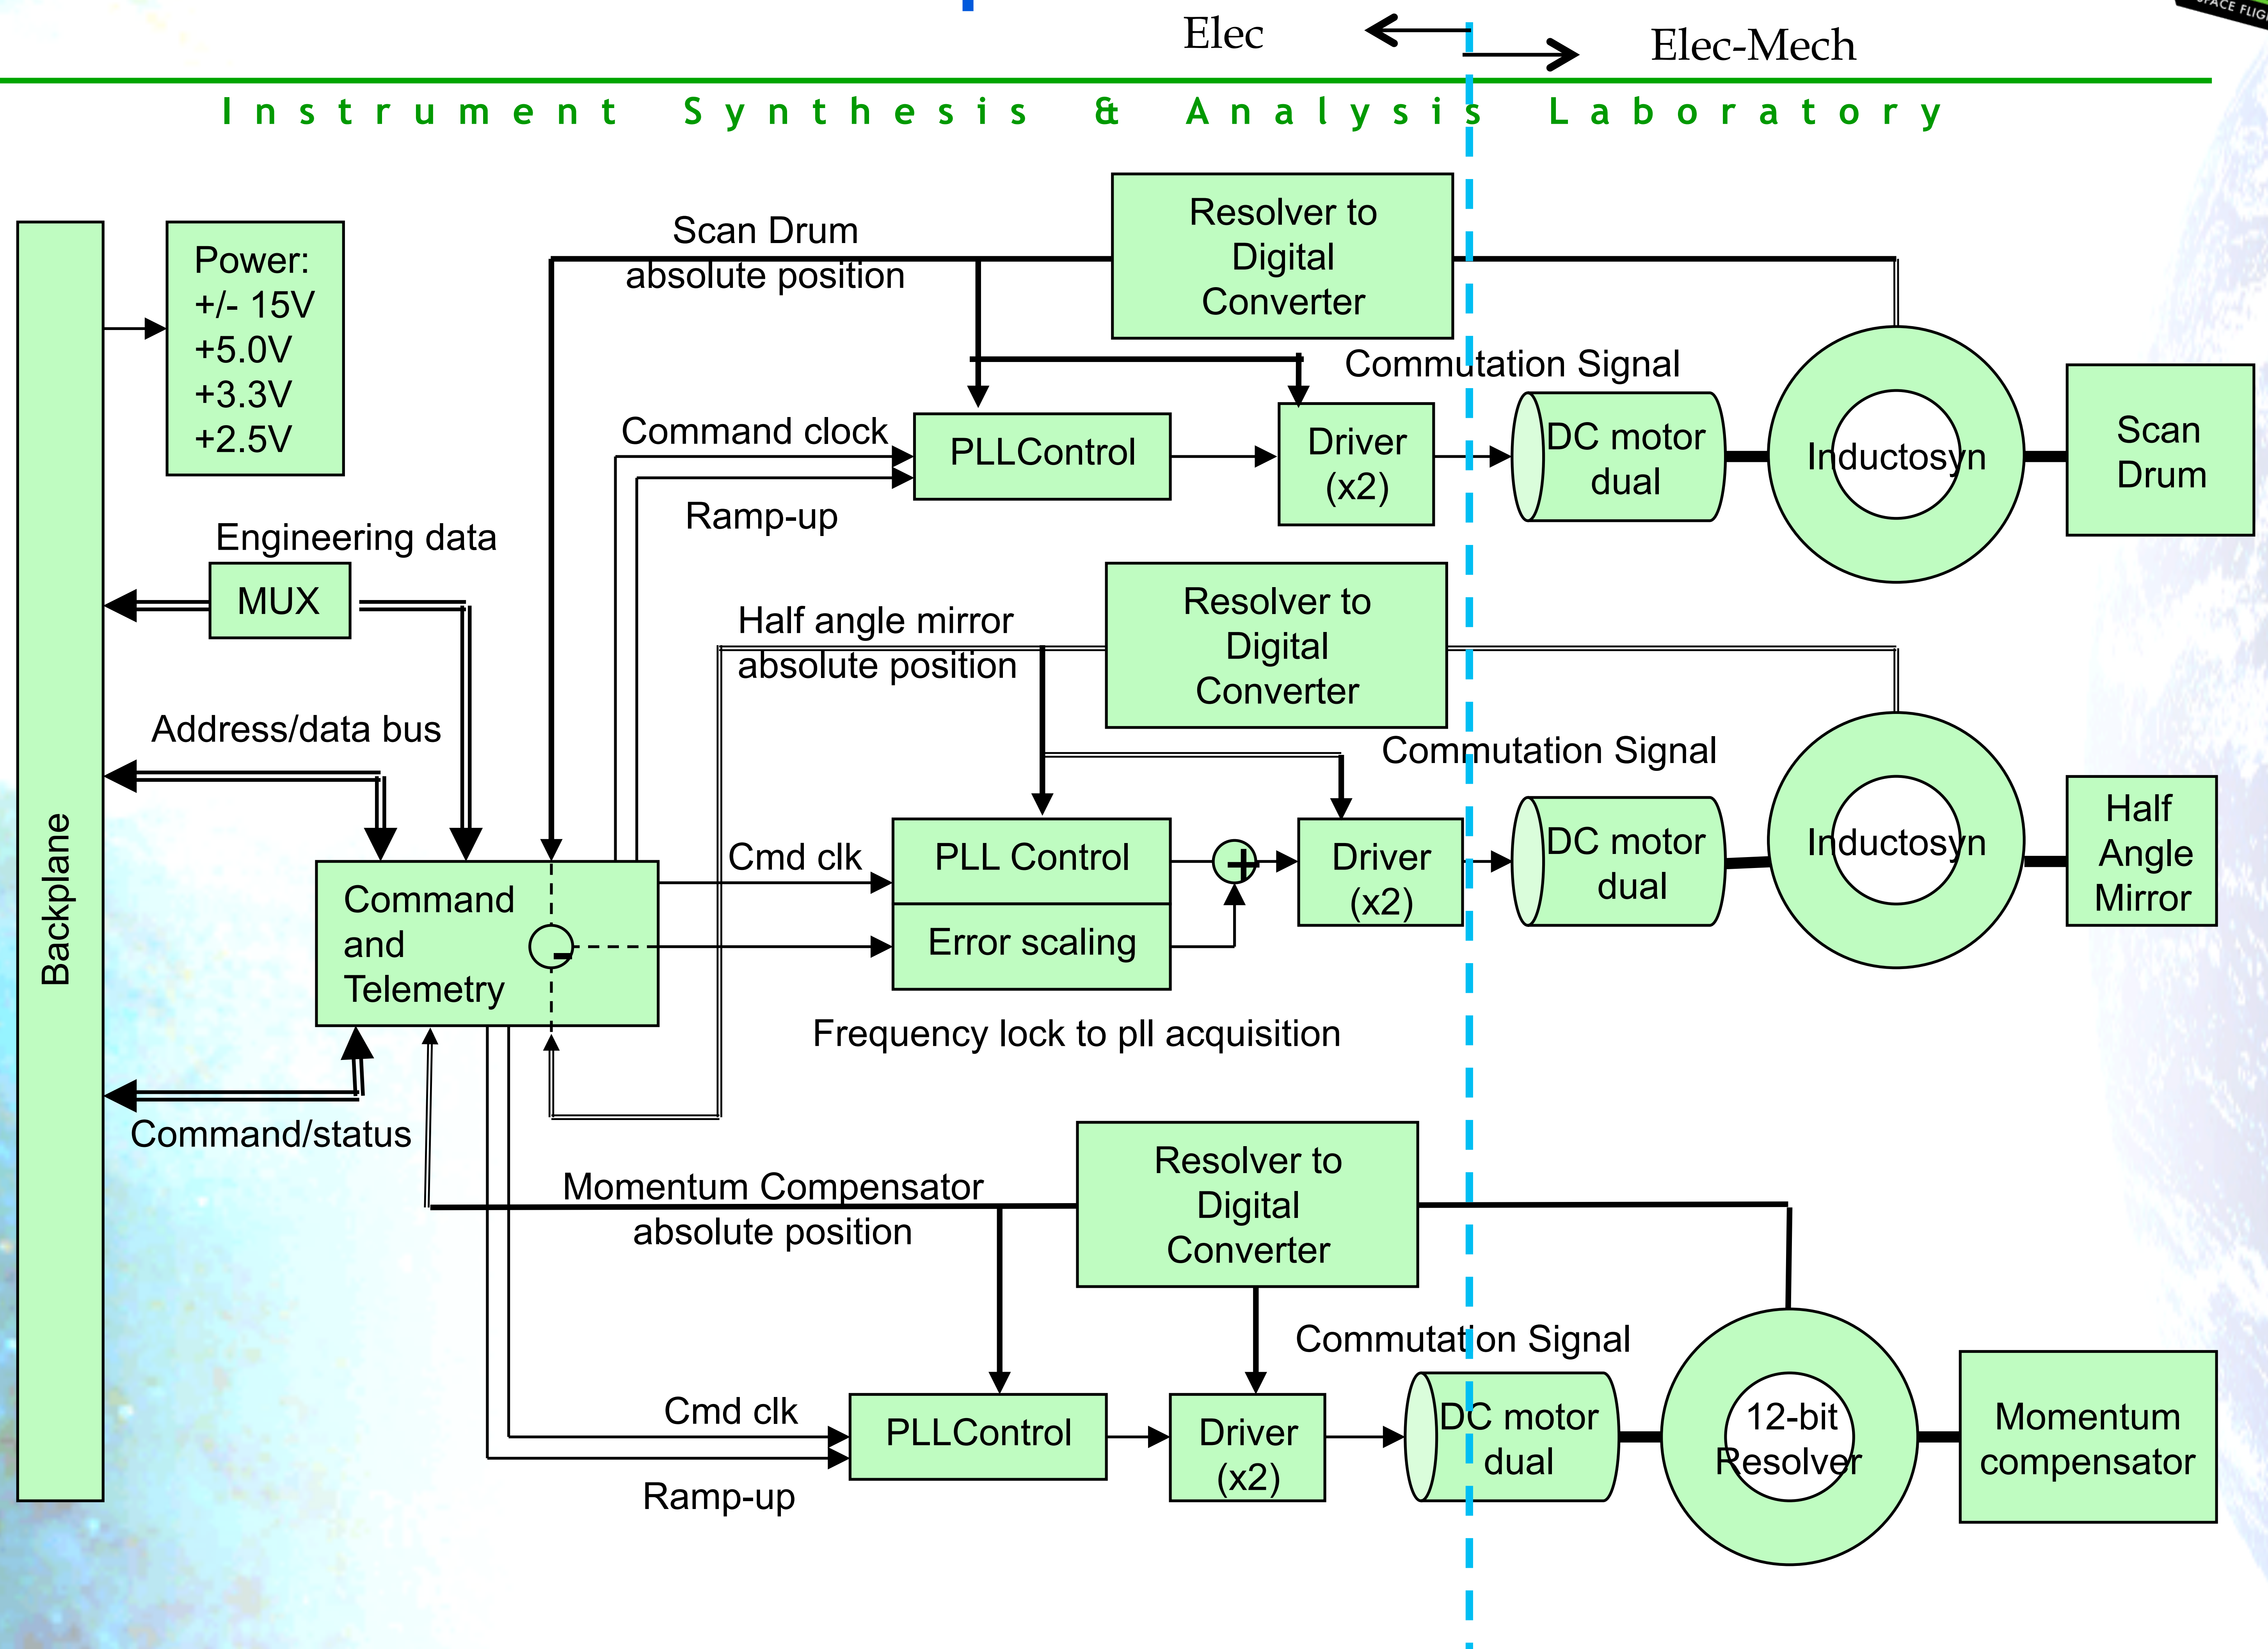 Elec
Elec-Mech
Instrument Synthesis & Analysis Laboratory
Resolver to
Digital
Converter
Scan Drum
absolute position
Power:
+/- 15V
+5.0V
+3.3V
+2.5V
Commutation Signal
Command clock
PLLControl
Driver
(x2)
DC motor
dual
Inductosyn
Scan
Drum
Ramp-up
Engineering data
MUX
Half angle mirror
absolute position
Resolver to
Digital
Converter
Address/data bus
Commutation Signal
Backplane
Command
and
Telemetry
-
Cmd clk
PLL Control
Error scaling
+
Driver
(x2)
DC motor
dual
Inductosyn
Half
Angle
Mirror
Frequency lock to pll acquisition
Command/status
Momentum Compensator
absolute position
Resolver to
Digital
Converter
Commutation Signal
Cmd clk
PLLControl
Driver
(x2)
DC motor
dual
12-bit
Resolver
Momentum
compensator
Ramp-up